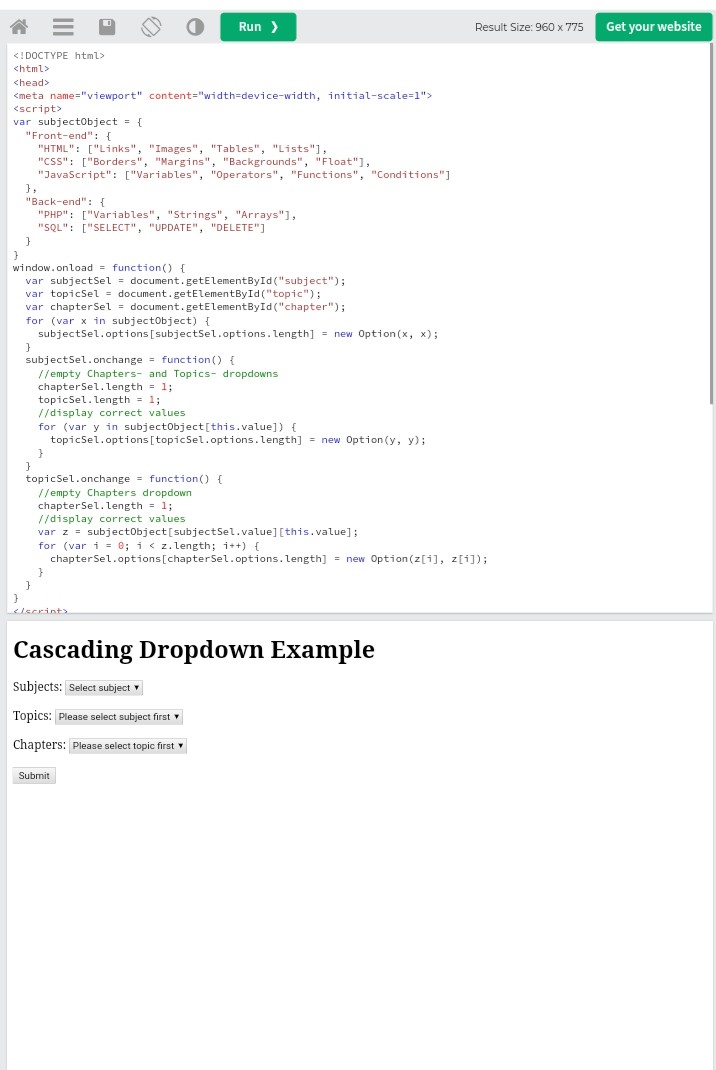 Run ❯
Result Size: 960 x 775
Get your website
<!DOCTYPE html>
<html>
<head>
<meta name="viewport" content="width=device-width, initial-scale=1">
<script>
var subjectObject = {
  "Front-end": {
    "HTML": ["Links", "Images", "Tables", "Lists"],
    "CSS": ["Borders", "Margins", "Backgrounds", "Float"],
    "JavaScript": ["Variables", "Operators", "Functions", "Conditions"]
  },
  "Back-end": {
    "PHP": ["Variables", "Strings", "Arrays"],
    "SQL": ["SELECT", "UPDATE", "DELETE"]
  }
}
window.onload = function() {
  var subjectSel = document.getElementById("subject");
  var topicSel = document.getElementById("topic");
  var chapterSel = document.getElementById("chapter");
  for (var x in subjectObject) {
    subjectSel.options[subjectSel.options.length] = new Option(x, x);
  }
  subjectSel.onchange = function() {
    //empty Chapters- and Topics- dropdowns
    chapterSel.length = 1;
    topicSel.length = 1;
    //display correct values
    for (var y in subjectObject[this.value]) {
      topicSel.options[topicSel.options.length] = new Option(y, y);
    }
  }
  topicSel.onchange = function() {
    //empty Chapters dropdown
    chapterSel.length = 1;
    //display correct values
    var z = subjectObject[subjectSel.value][this.value];
    for (var i = 0; i < z.length; i++) {
      chapterSel.options[chapterSel.options.length] = new Option(z[i], z[i]);
    }
  }
}
</script>
Cascading Dropdown Example
Subjects: Select subject ▼
Topics: Please select subject first ▼
Chapters: Please select topic first ▼
Submit